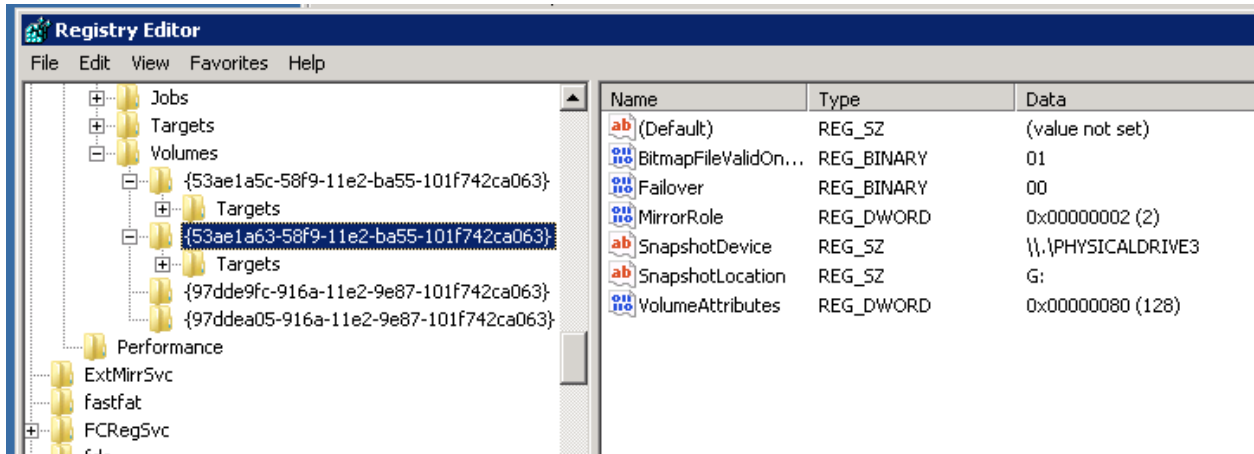 Registry Editor
File Edit View Favorites Help
Jobs
Targets
Volumes
{53ae1a5c-58f9-11e2-ba55-101f742ca063}
Targets
{53ae1a63-58f9-11e2-ba55-101f742ca063}
Targets
{97dde9fc-916a-11e2-9e87-101f742ca063}
{97ddea05-916a-11e2-9e87-101f742ca063}
Performance
ExtMirrSvc
fastfat
FCRegSvc
Name Type Data
(Default) REG_SZ (value not set)
BitmapFileValidOn... REG_BINARY 01
Failover REG_BINARY 00
MirrorRole REG_DWORD 0x00000002 (2)
SnapshotDevice REG_SZ \\.\PHYSICALDRIVE3
SnapshotLocation REG_SZ G:
VolumeAttributes REG_DWORD 0x00000080 (128)